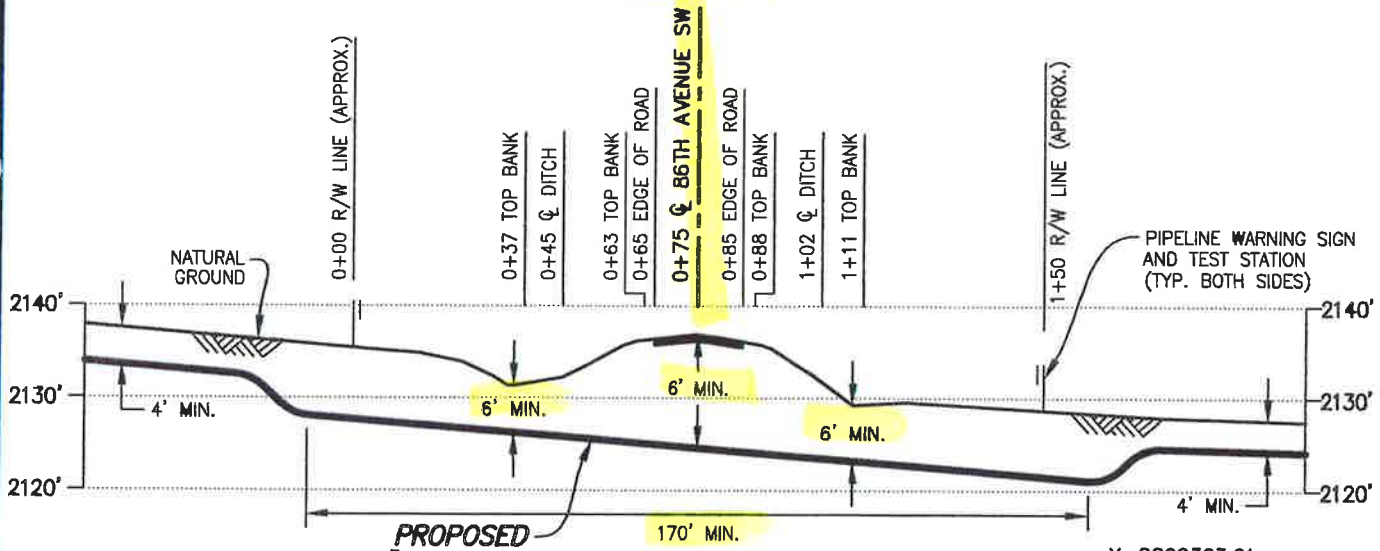 0+00 R/W LINE (APPROX.)
0+37 TOP BANK
0+45 ℄ DITCH
0+63 TOP BANK
0+65 EDGE OF ROAD
0+75 ℄ 86TH AVENUE SW
0+85 EDGE OF ROAD
0+88 TOP BANK
1+02 ℄ DITCH
1+11 TOP BANK
1+50 R/W LINE (APPROX.)
NATURAL
GROUND
PIPELINE WARNING SIGN
AND TEST STATION
(TYP. BOTH SIDES)
2140'
2140'
2130'
2130'
4' MIN.
6' MIN.
6' MIN.
6' MIN.
2120'
2120'
4' MIN.
PROPOSED
170' MIN.